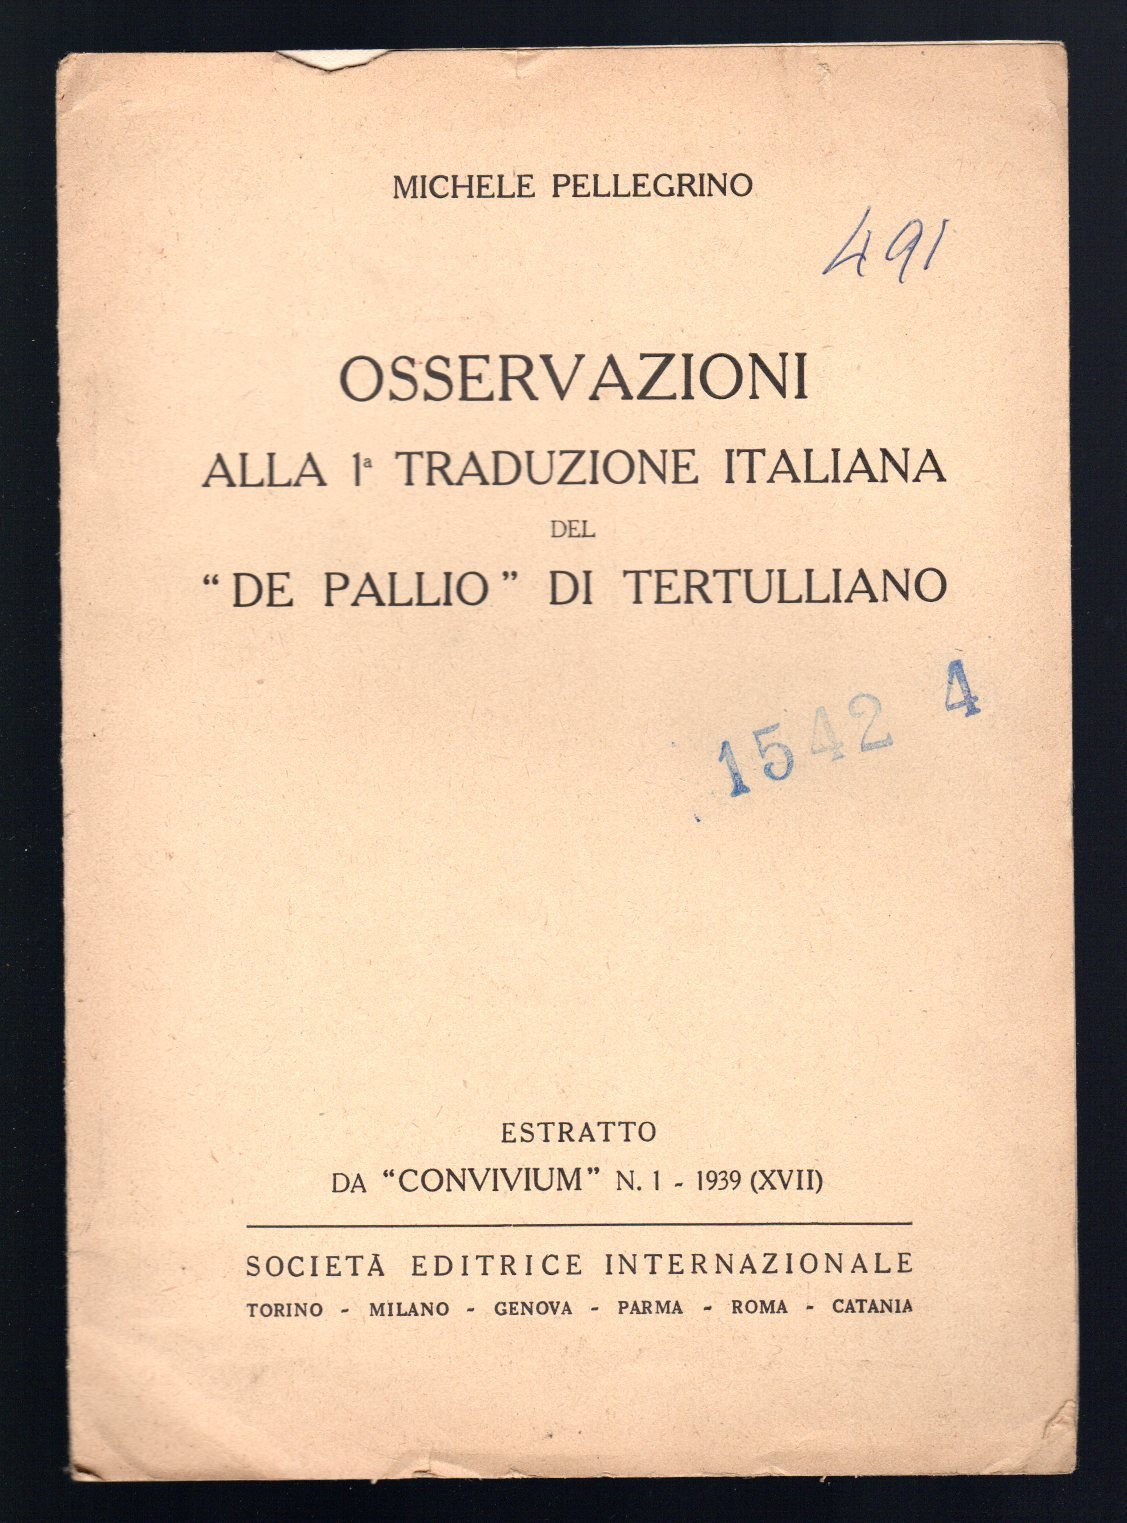 MICHELE PELLEGRINO
491
OSSERVAZIONI
ALLA 1ª TRADUZIONE ITALIANA
DEL
“DE PALLIO” DI TERTULLIANO
1542 4
ESTRATTO
DA “CONVIVIUM” N. 1 - 1939 (XVII)
SOCIETÀ EDITRICE INTERNAZIONALE
TORINO - MILANO - GENOVA - PARMA - ROMA - CATANIA